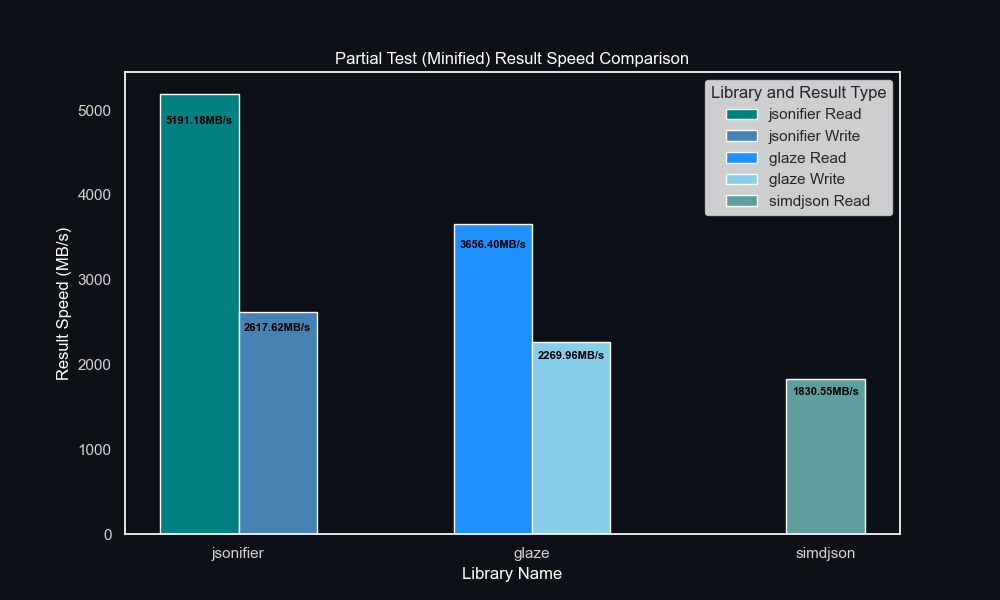 Partial Test (Minified) Result Speed Comparison
Library and Result Type
jsonifier Read
jsonifier Write
glaze Read
glaze Write
simdjson Read
Result Speed (MB/s)
5000
4000
3000
2000
1000
0
5191.18MB/s
2617.62MB/s
3656.40MB/s
2269.96MB/s
1830.55MB/s
jsonifier
glaze
simdjson
Library Name